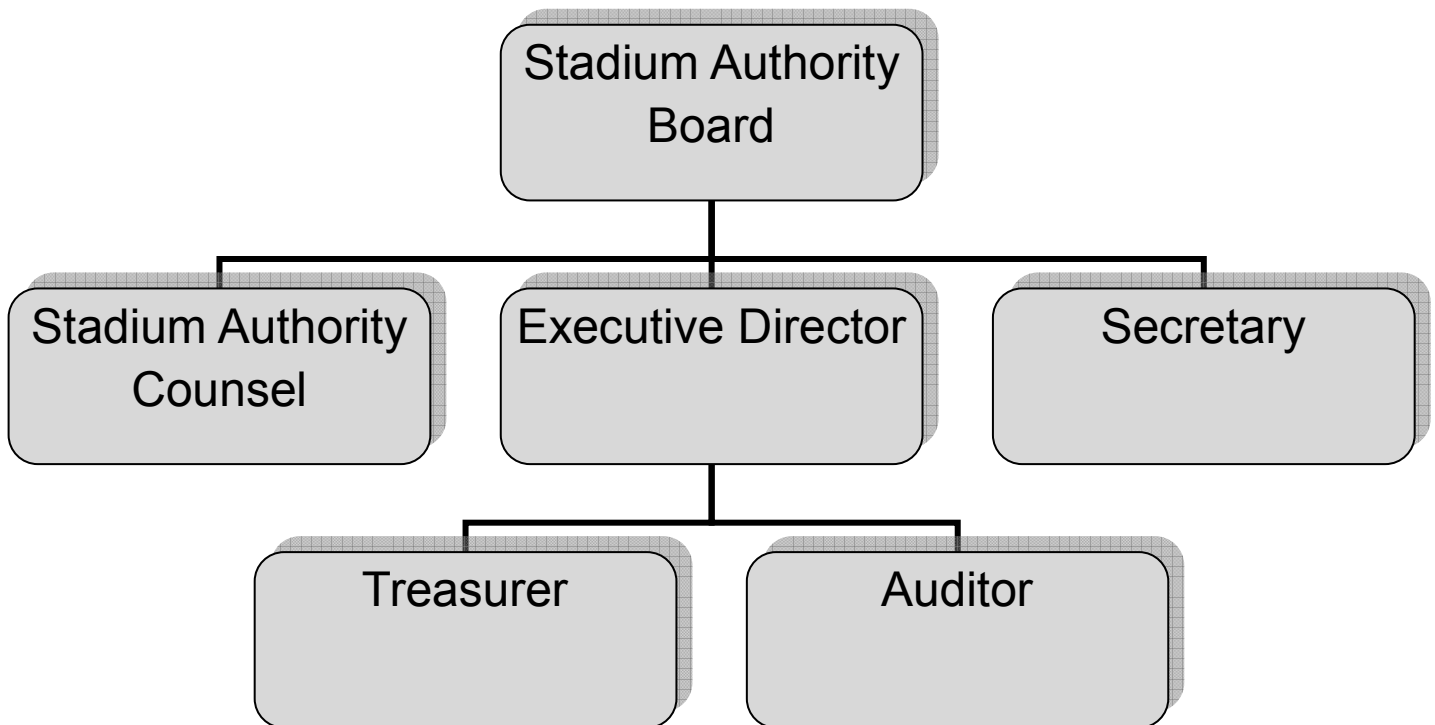 Stadium Authority
Board
Stadium Authority
Counsel
Executive Director
Secretary
Treasurer
Auditor